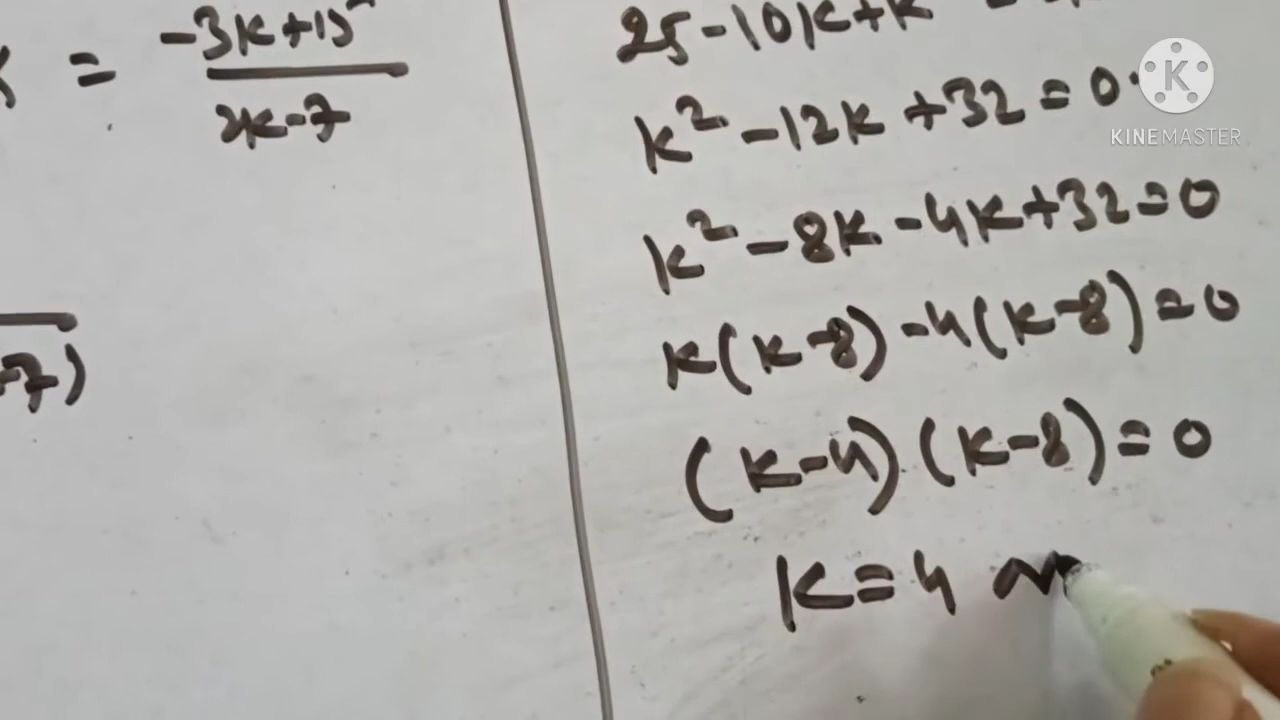 = -3k+15
2k-7
-7)
25-10k+k
k² -12k +32 = 0
k² -8k -4k +32 = 0
k(k-8) -4(k-8) = 0
(k-4) (k-8) = 0
k=4
K
KINEMASTER